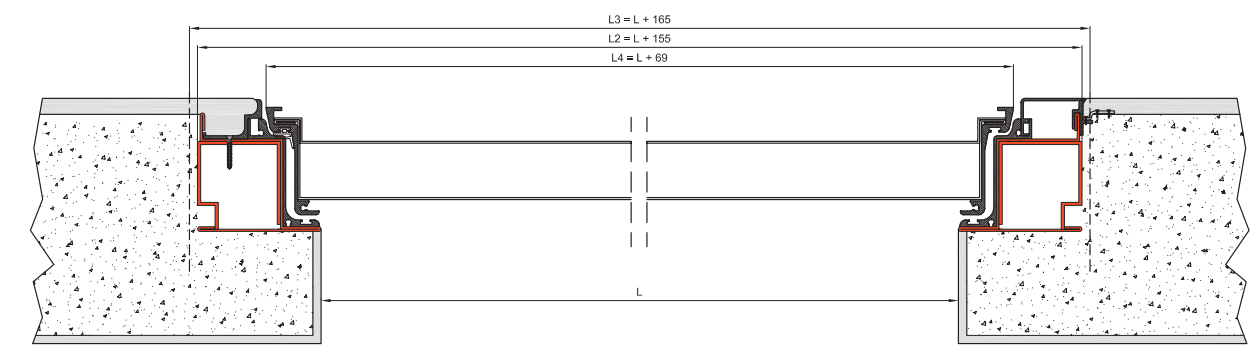 L3 = L + 165
L2 = L + 155
L4 = L + 69
L